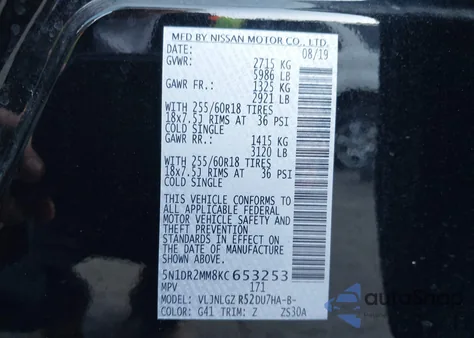 MFD BY NISSAN MOTOR CO., LTD.
DATE: 08/19
GVWR: 2715 KG
5986 LB
GAWR FR.: 1325 KG
2921 LB
WITH 255/60R18 TIRES
18x7.5J RIMS AT 36 PSI
COLD SINGLE
GAWR RR.: 1415 KG
3120 LB
WITH 255/60R18 TIRES
18x7.5J RIMS AT 36 PSI
COLD SINGLE
THIS VEHICLE CONFORMS TO
ALL APPLICABLE FEDERAL
MOTOR VEHICLE SAFETY AND
THEFT PREVENTION
STANDARDS IN EFFECT ON
THE DATE OF MANUFACTURE
SHOWN ABOVE
5N1DR2MM8KC653253
MPV 171
MODEL: VLJNLGZ R52DU7HA-B-
COLOR: G41 TRIM: Z ZS30A